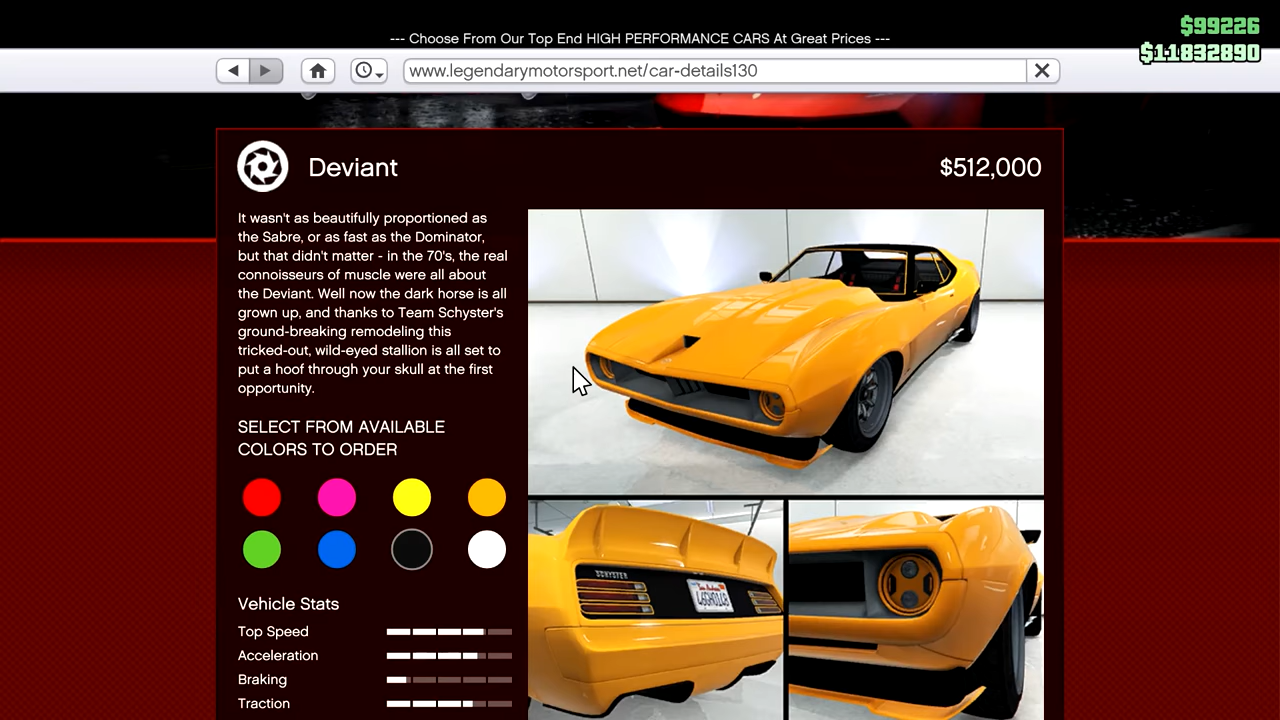 $99226
--- Choose From Our Top End HIGH PERFORMANCE CARS At Great Prices ---
$11832890
www.legendarymotorsport.net/car-details130
Deviant
$512,000
It wasn't as beautifully proportioned as
the Sabre, or as fast as the Dominator,
but that didn't matter - in the 70's, the real
connoisseurs of muscle were all about
the Deviant. Well now the dark horse is all
grown up, and thanks to Team Schyster's
ground-breaking remodeling this
tricked-out, wild-eyed stallion is all set to
put a hoof through your skull at the first
opportunity.
SELECT FROM AVAILABLE
COLORS TO ORDER
SCHYSTER
Vehicle Stats
Top Speed
Acceleration
Braking
Traction